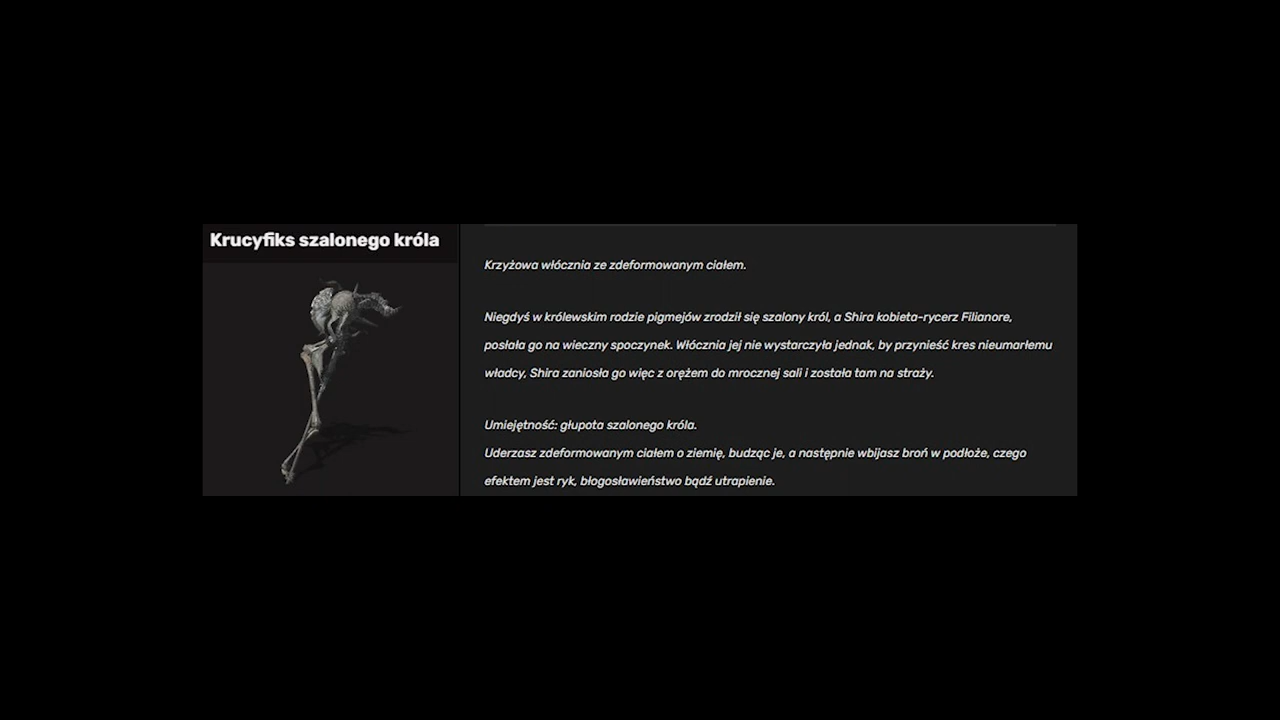 Krucyfiks szalonego króla
Krzyżowa włócznia ze zdeformowanym ciałem.
Niegdyś w królewskim rodzie pigmejów zrodził się szalony król, a Shira kobieta-rycerz Filianore,
posłała go na wieczny spoczynek. Włócznia jej nie wystarczyła jednak, by przynieść kres nieumarłemu
władcy, Shira zaniosła go więc z orężem do mrocznej sali i została tam na straży.
Umiejętność: głupota szalonego króla.
Uderzasz zdeformowanym ciałem o ziemię, budząc je, a następnie wbijasz broń w podłoże, czego
efektem jest ryk, błogosławieństwo bądź utrapienie.